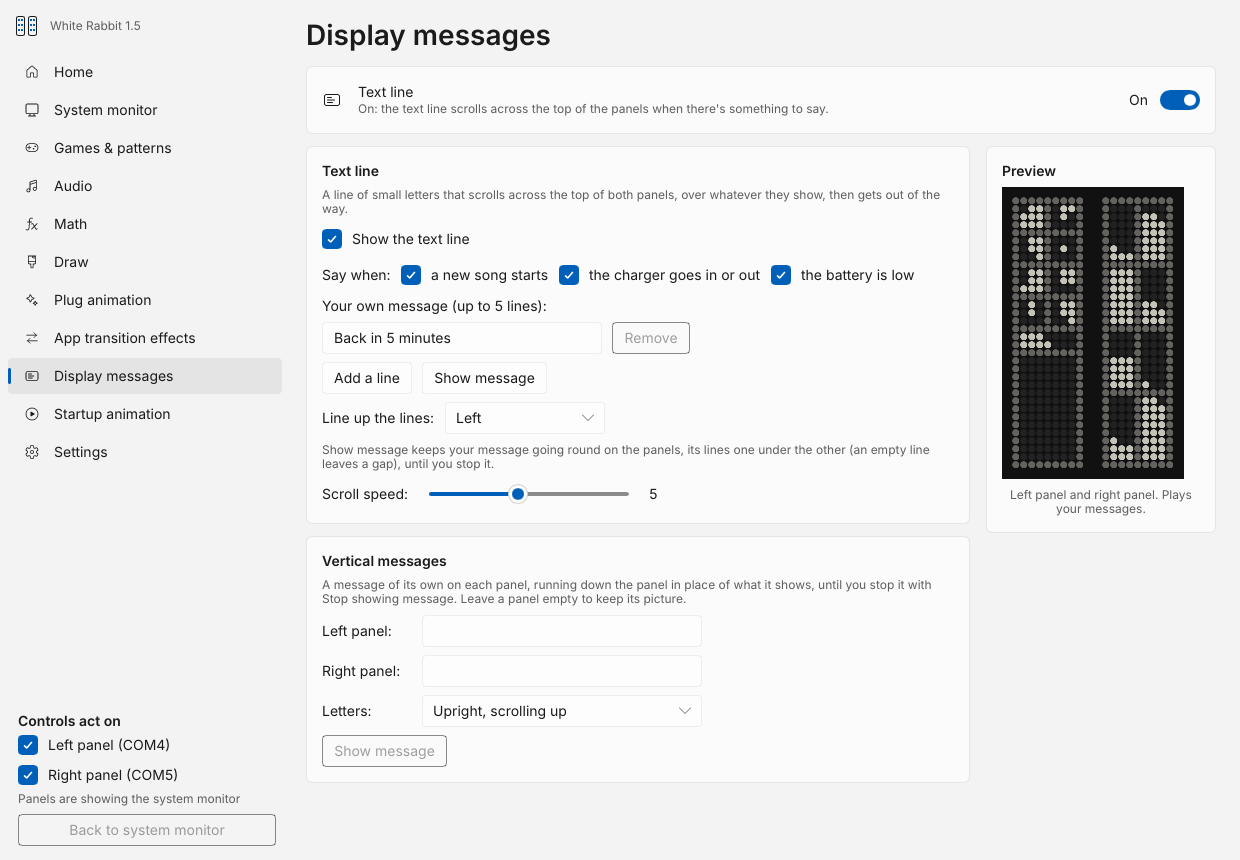 White Rabbit 1.5
Home
System monitor
Games & patterns
Audio
Math
Draw
Plug animation
App transition effects
Display messages
Startup animation
Settings
Controls act on
Left panel (COM4)
Right panel (COM5)
Panels are showing the system monitor
Back to system monitor
Display messages
Text line
On: the text line scrolls across the top of the panels when there's something to say.
On
Text line
A line of small letters that scrolls across the top of both panels, over whatever they show, then gets out of the
way.
Show the text line
Say when: a new song starts the charger goes in or out the battery is low
Your own message (up to 5 lines):
Back in 5 minutes Remove
Add a line Show message
Line up the lines: Left
Show message keeps your message going round on the panels, its lines one under the other (an empty line
leaves a gap), until you stop it.
Scroll speed: 5
Vertical messages
A message of its own on each panel, running down the panel in place of what it shows, until you stop it with
Stop showing message. Leave a panel empty to keep its picture.
Left panel:
Right panel:
Letters: Upright, scrolling up
Show message
Preview
Left panel and right panel. Plays
your messages.